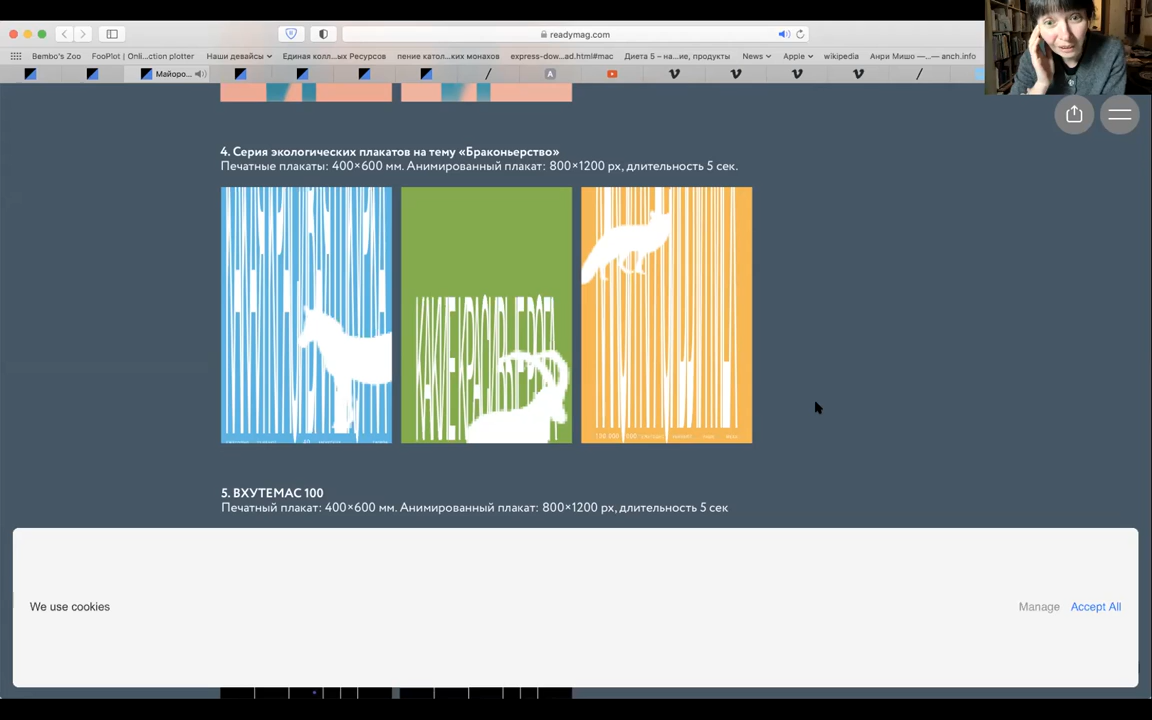 readymag.com
Bembo's Zoo
FooPlot | Onli...ction plotter
Наши девайсы
Единая колл...ых Ресурсов
пение катол...ких монахов
express-dow...ad.html#mac
Диета 5 – на...ие, продукты
News
Apple
wikipedia
Анри Мишо — — anch.info
Майоро...
A
4. Серия экологических плакатов на тему «Браконьерство»
Печатные плакаты: 400×600 мм. Анимированный плакат: 800×1200 px, длительность 5 сек.
КАКИЕ КРАСИВЫЕ РОГА
5. ВХУТЕМАС 100
Печатный плакат: 400×600 мм. Анимированный плакат: 800×1200 px, длительность 5 сек
We use cookies
Manage
Accept All